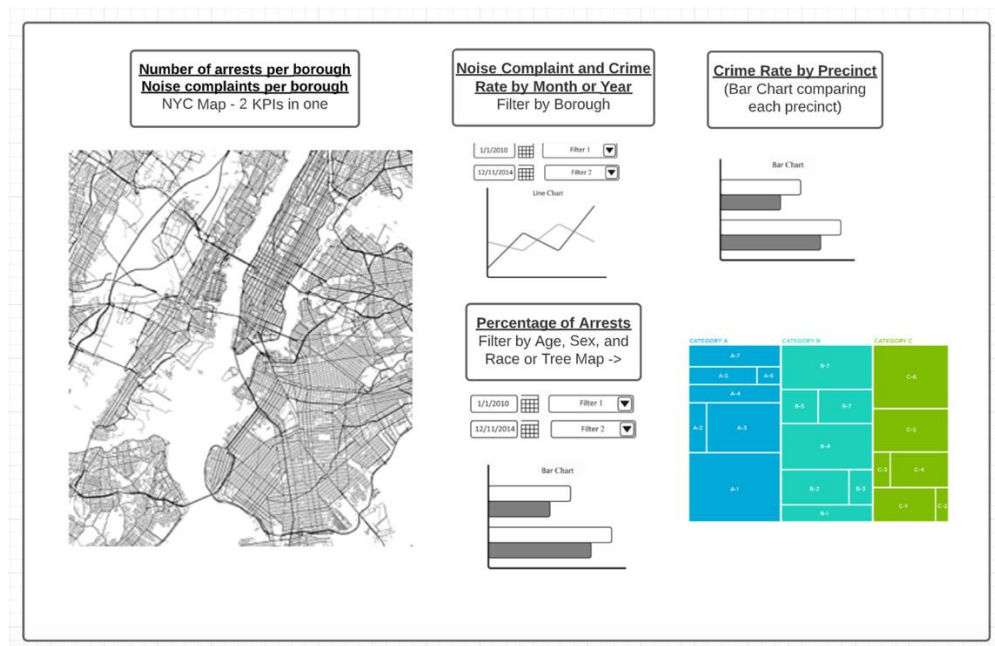 Number of arrests per borough
Noise complaints per borough
NYC Map - 2 KPIs in one
Noise Complaint and Crime
Rate by Month or Year
Filter by Borough
1/1/2010
Filter 1
12/11/2014
Filter 2
Line Chart
Crime Rate by Precinct
(Bar Chart comparing
each precinct)
Bar Chart
Percentage of Arrests
Filter by Age, Sex, and
Race or Tree Map ->
1/1/2010
Filter 1
12/11/2014
Filter 2
Bar Chart
CATEGORY A
A-7
A-5
A-6
A-4
A-2
A-3
A-1
CATEGORY B
B-7
B-5
B-7
B-4
B-2
B-3
B-1
CATEGORY C
C-6
C-5
C-3
C-4
C-1
C-2